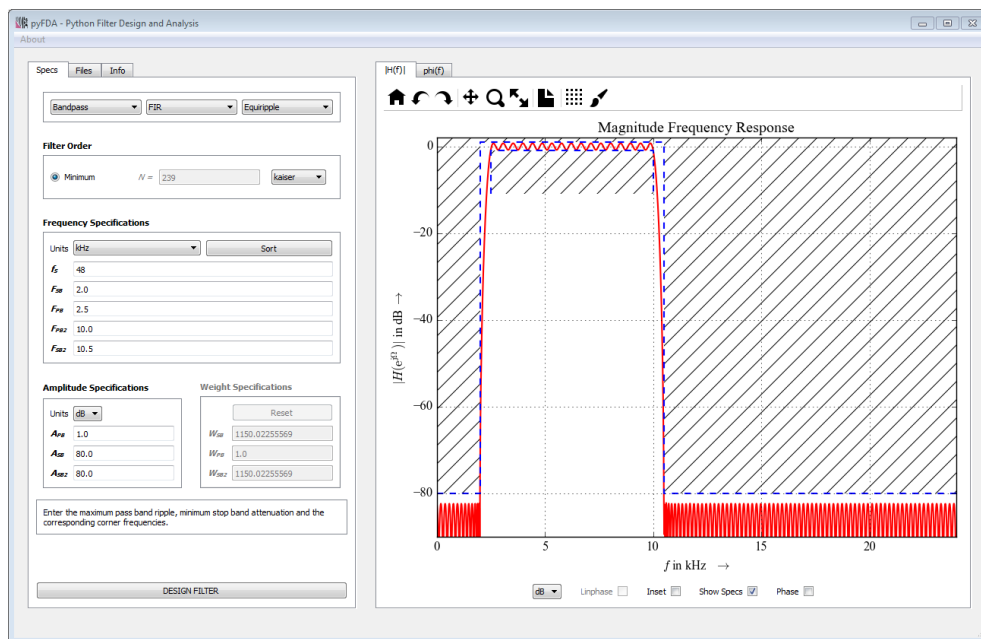 pyFDA - Python Filter Design and Analysis
About
Specs Files Info
Bandpass FIR Equiripple
Filter Order
Minimum N = 239 kaiser
Frequency Specifications
Units kHz Sort
fS 48
FSB 2.0
FPB 2.5
FPB2 10.0
FSB2 10.5
Amplitude Specifications
Units dB
APB 1.0
ASB 80.0
ASB2 80.0
Weight Specifications
Reset
WSB 1150.02255569
WPB 1.0
WSB2 1150.02255569
Enter the maximum pass band ripple, minimum stop band attenuation and the
corresponding corner frequencies.
DESIGN FILTER
|H(f)| phi(f)
Magnitude Frequency Response
|H(e^jΩ)| in dB →
0
−20
−40
−60
−80
0 5 10 15 20
f in kHz →
dB Linphase Inset Show Specs Phase